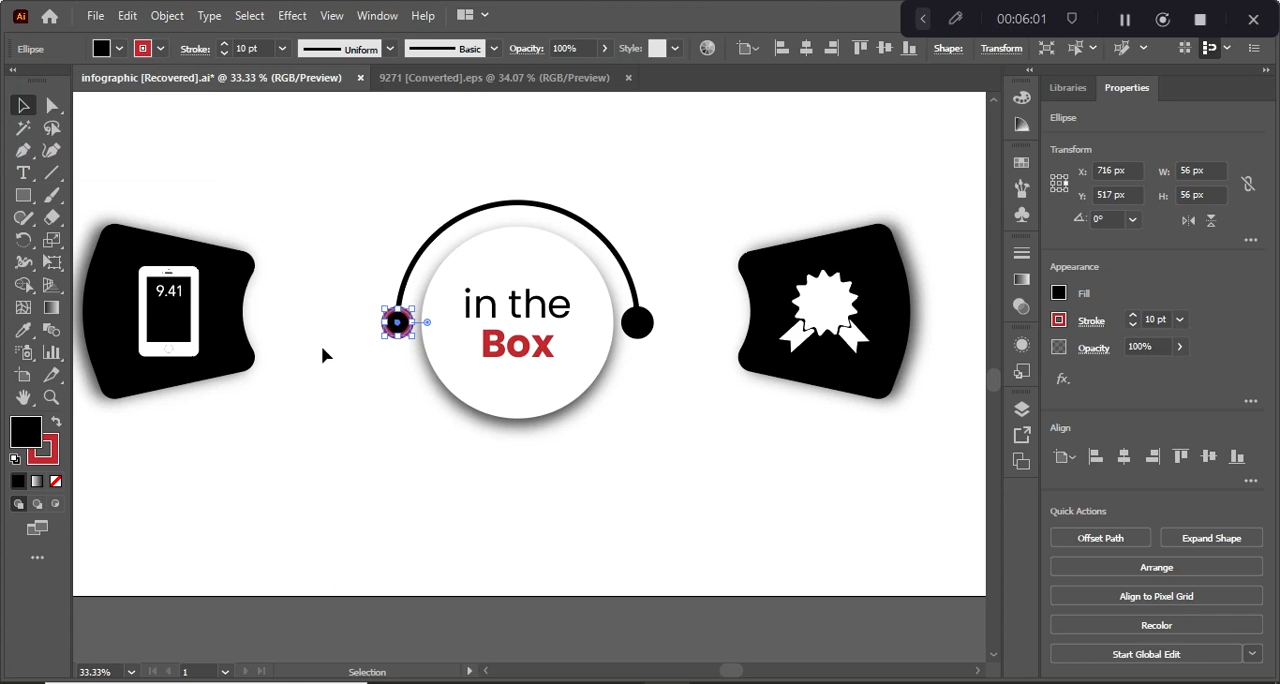 Ai File Edit Object Type Select Effect View Window Help 00:06:01
Ellipse Stroke: 10 pt Uniform Basic Opacity: 100% Style: Shape: Transform
infographic [Recovered].ai* @ 33.33 % (RGB/Preview) × 9271 [Converted].eps @ 34.07 % (RGB/Preview) ×
Libraries Properties
Ellipse
Transform
X: 716 px W: 56 px
Y: 517 px H: 56 px
0°
Appearance
Fill
Stroke 10 pt
Opacity 100%
fx.
Align
Quick Actions
Offset Path Expand Shape
Arrange
Align to Pixel Grid
Recolor
Start Global Edit
9.41
in the
Box
33.33% 1 Selection